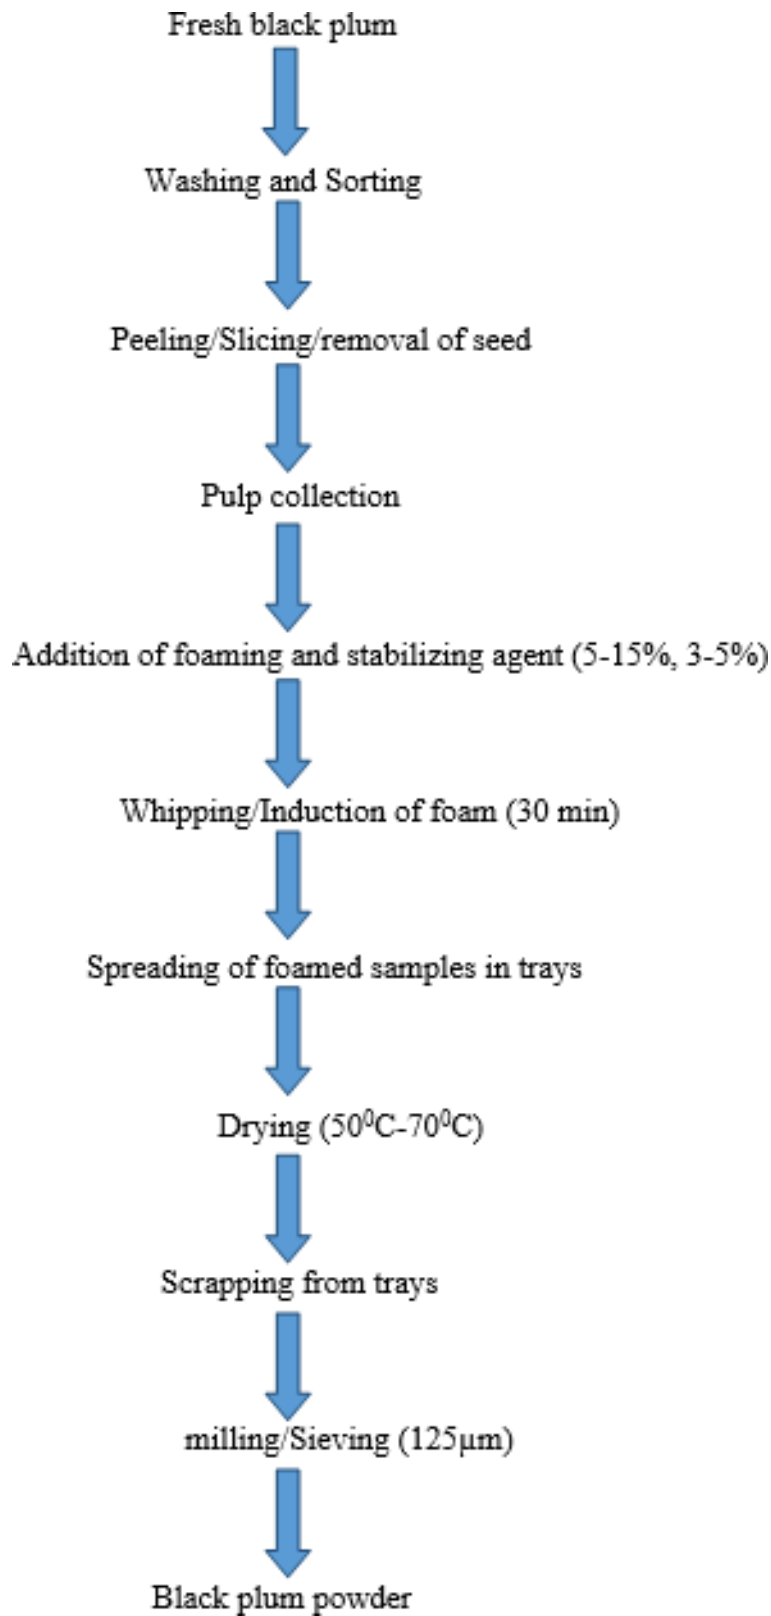 Fresh black plum
Washing and Sorting
Peeling/Slicing/removal of seed
Pulp collection
Addition of foaming and stabilizing agent (5-15%, 3-5%)
Whipping/Induction of foam (30 min)
Spreading of foamed samples in trays
Drying (50⁰C-70⁰C)
Scrapping from trays
milling/Sieving (125µm)
Black plum powder